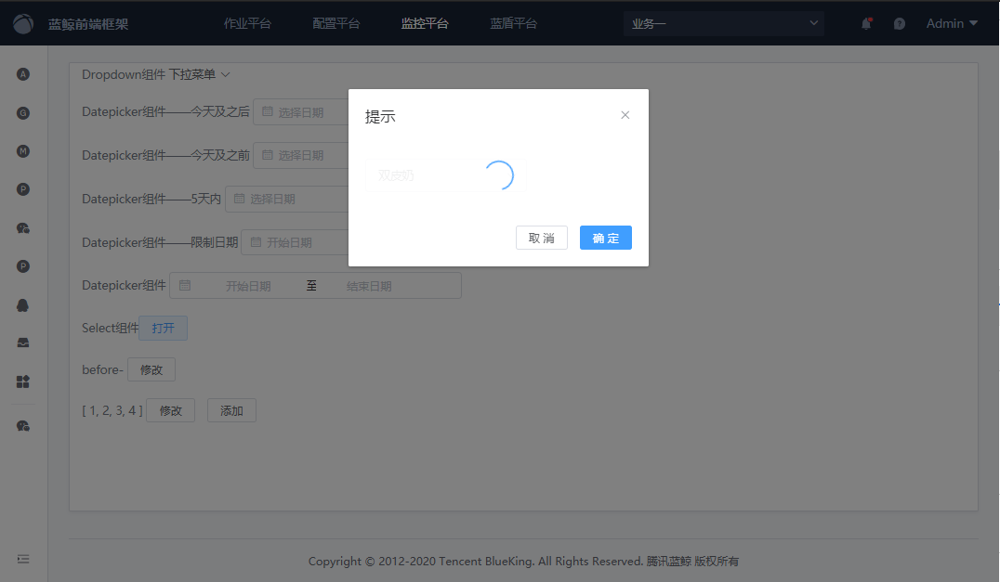 蓝鲸前端框架 作业平台 配置平台 监控平台 蓝盾平台 业务一 Admin
A
G
M
P
P
Dropdown组件 下拉菜单
Datepicker组件——今天及之后 选择日期
Datepicker组件——今天及之前 选择日期
Datepicker组件——5天内 选择日期
Datepicker组件——限制日期 开始日期
Datepicker组件 开始日期 至 结束日期
Select组件 打开
before- 修改
[ 1, 2, 3, 4 ] 修改 添加
提示
双皮奶
取消 确定
Copyright © 2012-2020 Tencent BlueKing. All Rights Reserved. 腾讯蓝鲸 版权所有